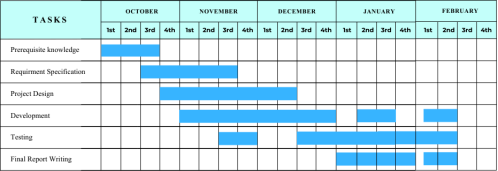 TASKS
OCTOBER NOVEMBER DECEMBER JANUARY FEBRUARY
1st 2nd 3rd 4th 1st 2nd 3rd 4th 1st 2nd 3rd 4th 1st 2nd 3rd 4th 1st 2nd 3rd 4th
Prerequisite knowledge
Requirment Specification
Project Design
Development
Testing
Final Report Writing